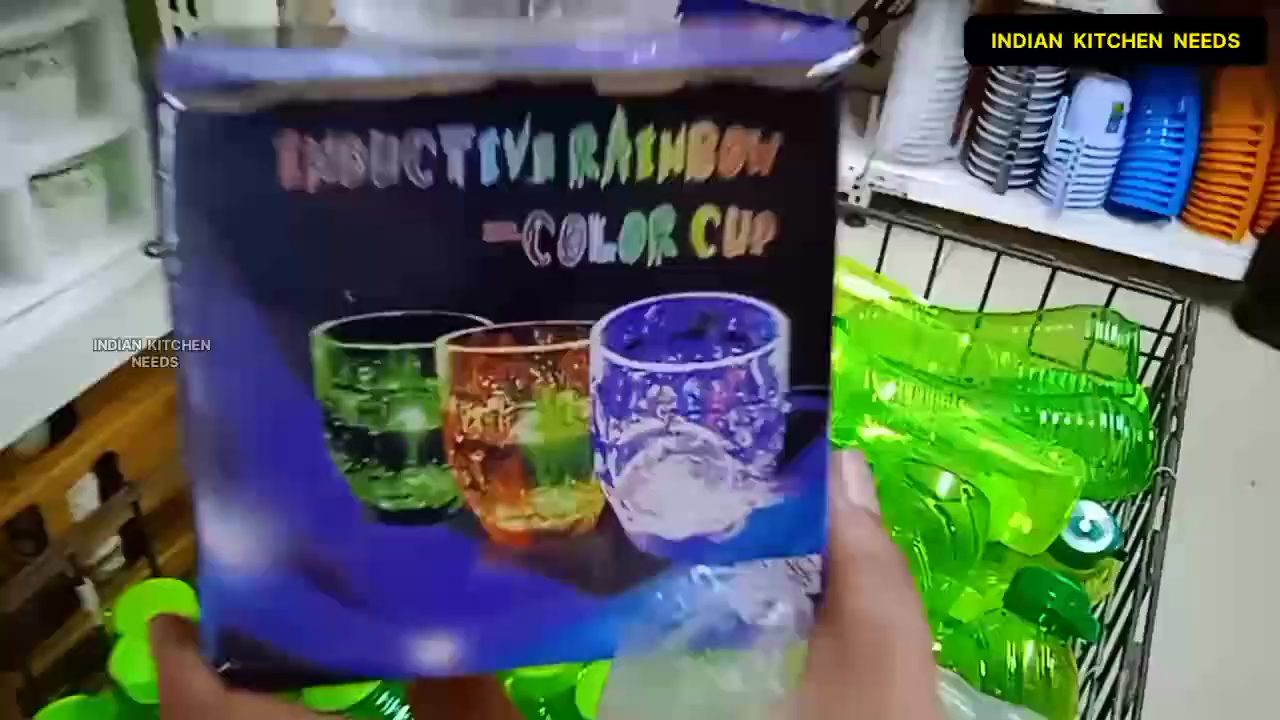 INDIAN KITCHEN NEEDS
INDUCTIVE RAINBOW
-COLOR CUP
INDIAN KITCHEN
NEEDS